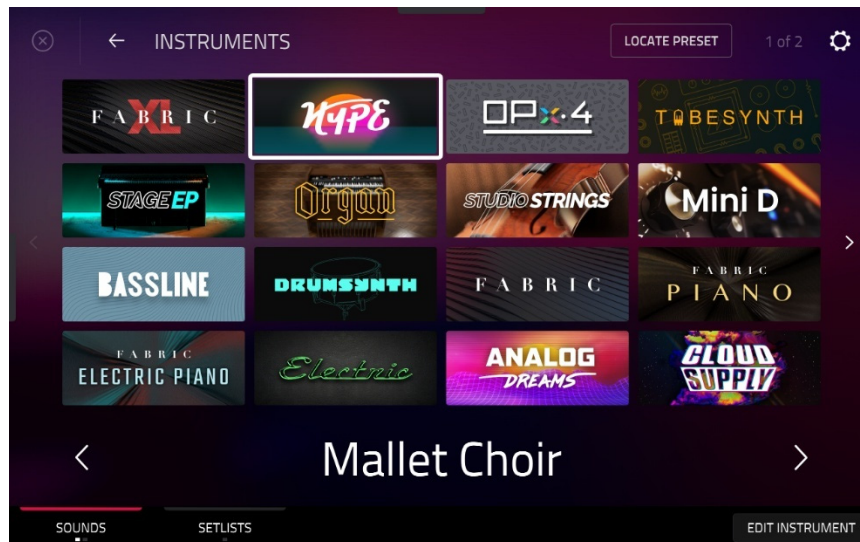 INSTRUMENTS LOCATE PRESET 1 of 2
FABRIC XL HYPE OPx·4 TUBESYNTH
STAGE EP Organ STUDIO STRINGS Mini D
BASSLINE DRUMSYNTH FABRIC FABRIC PIANO
FABRIC ELECTRIC PIANO Electric ANALOG DREAMS CLOUD SUPPLY
Mallet Choir
SOUNDS SETLISTS EDIT INSTRUMENT